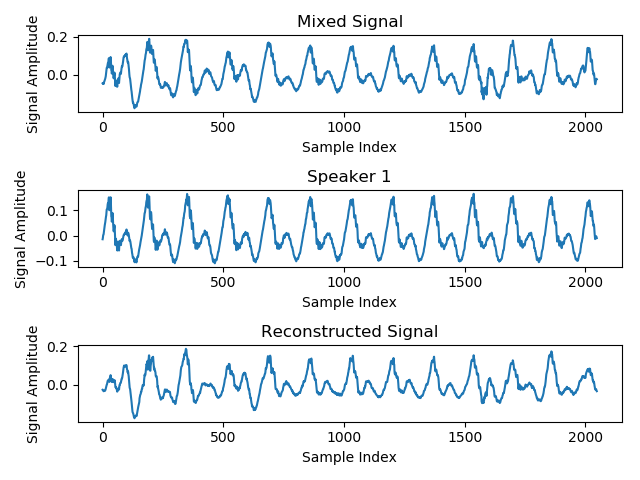 Mixed Signal
Signal Amplitude
0.2
0.0
0 500 1000 1500 2000
Sample Index
Speaker 1
Signal Amplitude
0.1
0.0
−0.1
0 500 1000 1500 2000
Sample Index
Reconstructed Signal
Signal Amplitude
0.2
0.0
0 500 1000 1500 2000
Sample Index